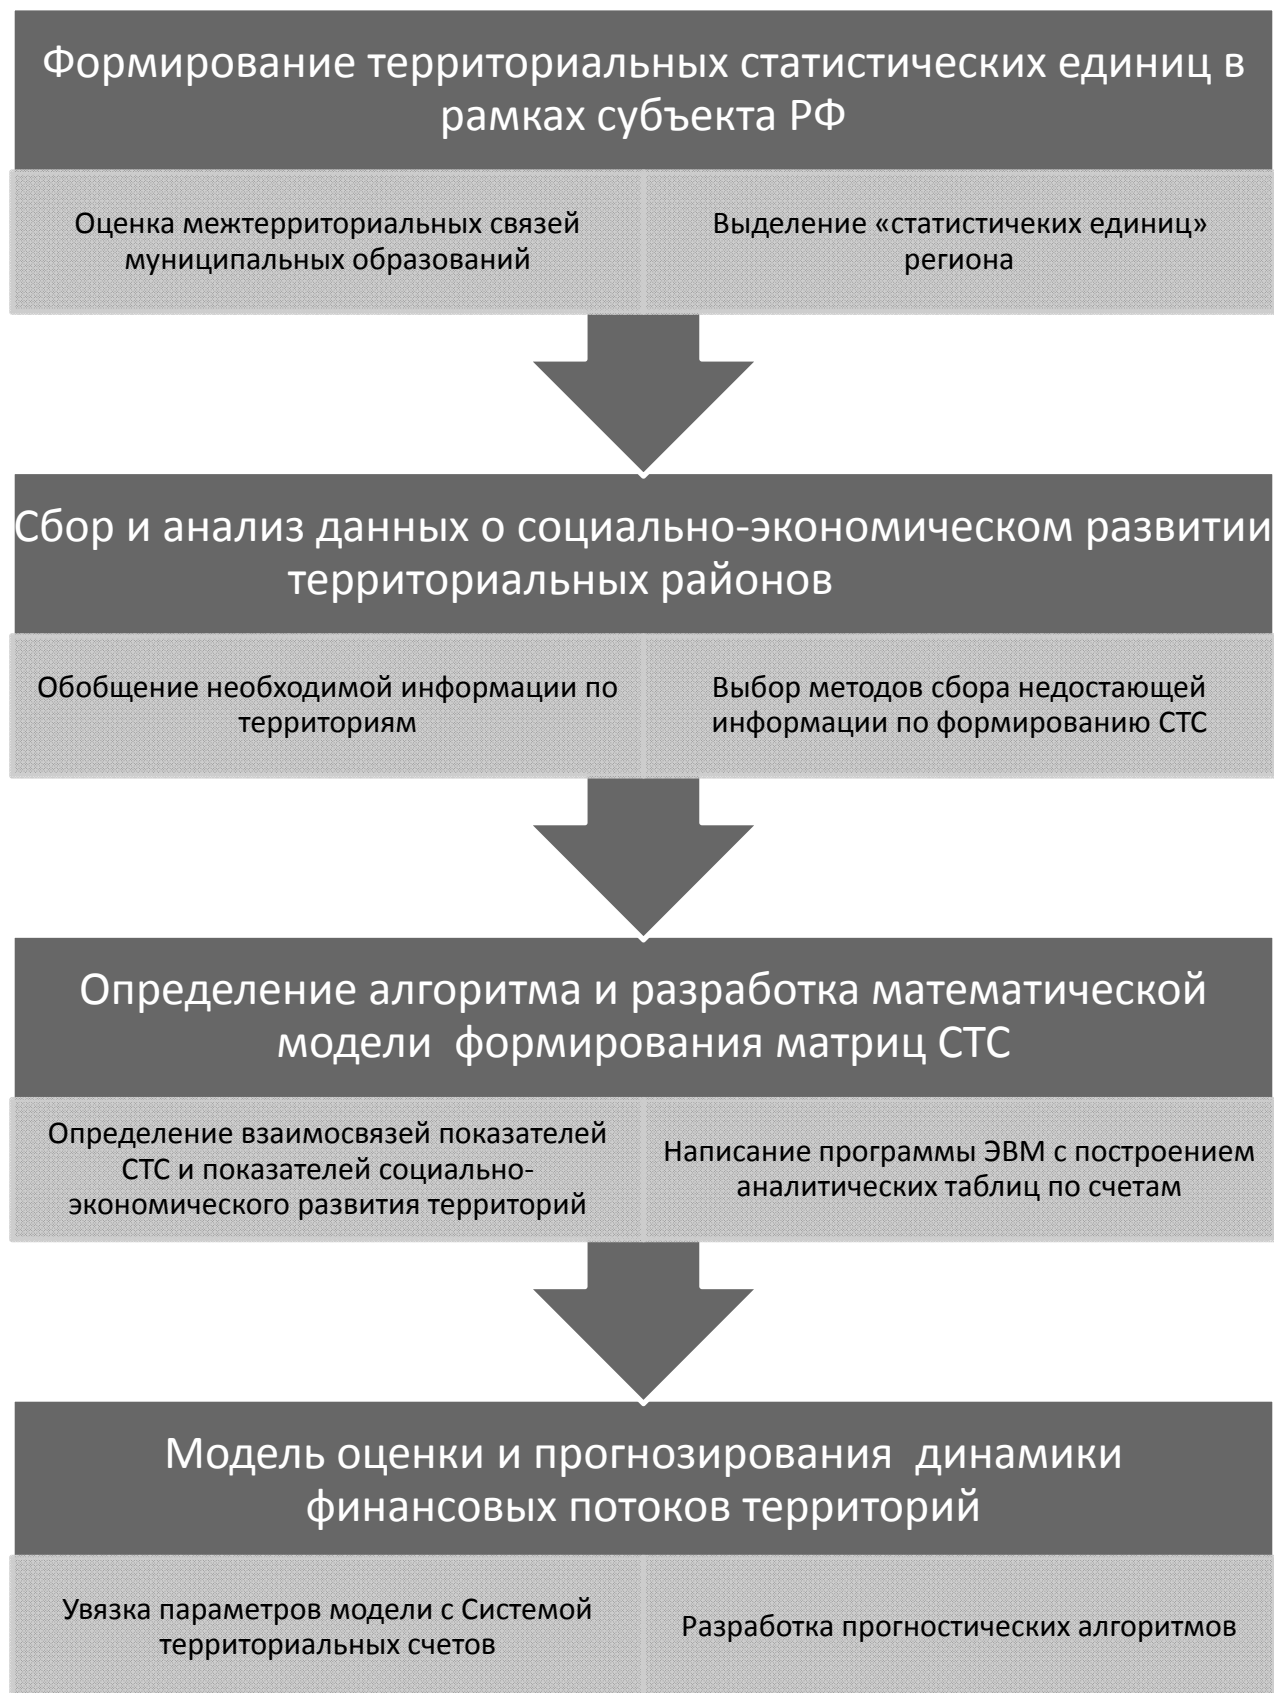 Формирование территориальных статистических единиц в
рамках субъекта РФ
Оценка межтерриториальных связей
муниципальных образований
Выделение «статистичеких единиц»
региона
Сбор и анализ данных о социально-экономическом развитии
территориальных районов
Обобщение необходимой информации по
территориям
Выбор методов сбора недостающей
информации по формированию СТС
Определение алгоритма и разработка математической
модели формирования матриц СТС
Определение взаимосвязей показателей
СТС и показателей социально-
экономического развития территорий
Написание программы ЭВМ с построением
аналитических таблиц по счетам
Модель оценки и прогнозирования динамики
финансовых потоков территорий
Увязка параметров модели с Системой
территориальных счетов
Разработка прогностических алгоритмов